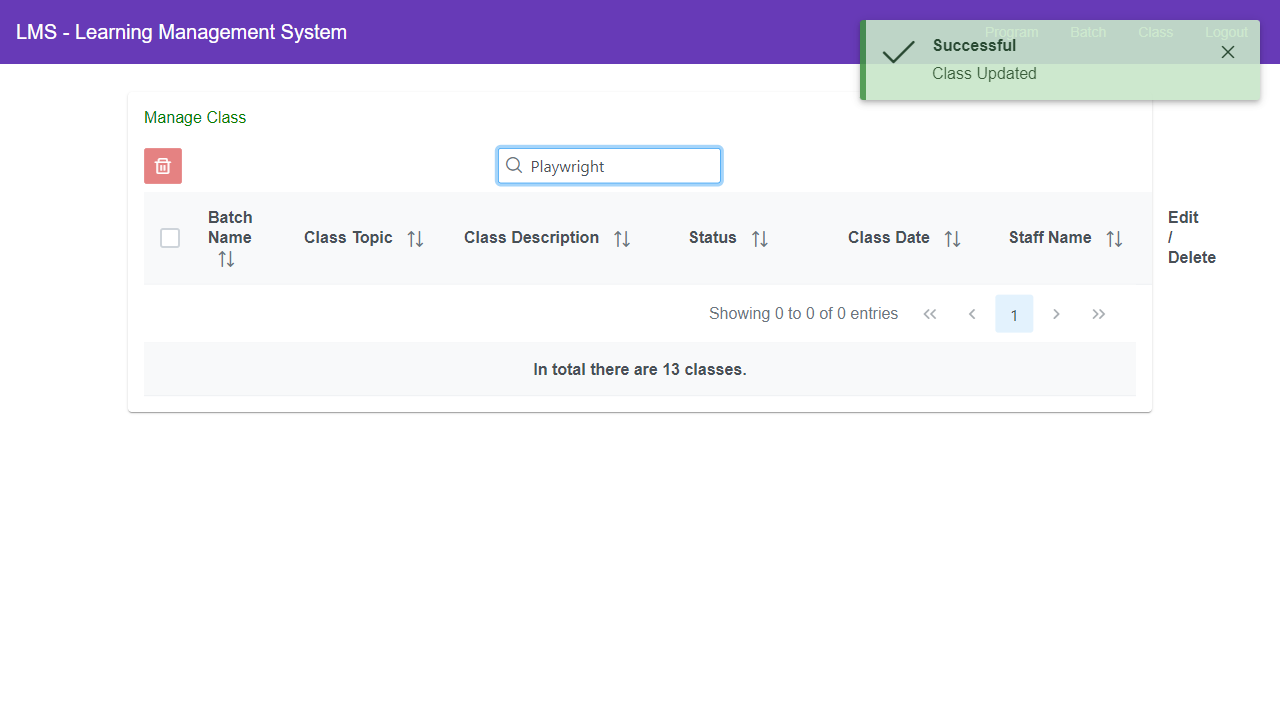 LMS - Learning Management System
Program Batch Class Logout
Successful
Class Updated
Manage Class
Playwright
Batch
Name
Class Topic
Class Description
Status
Class Date
Staff Name
Edit
/
Delete
Showing 0 to 0 of 0 entries
1
In total there are 13 classes.